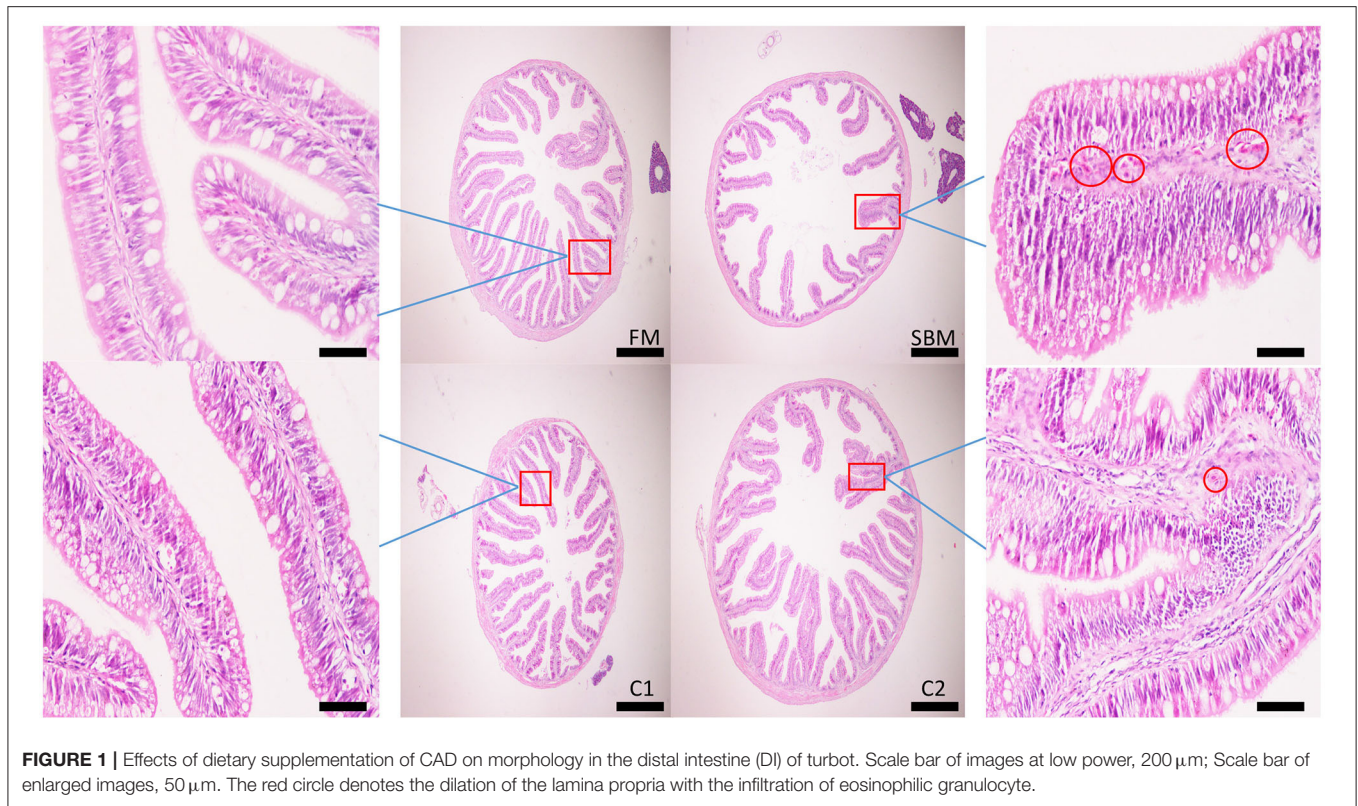 FM
SBM
C1
C2
FIGURE 1 | Effects of dietary supplementation of CAD on morphology in the distal intestine (DI) of turbot. Scale bar of images at low power, 200 μm; Scale bar of
enlarged images, 50 μm. The red circle denotes the dilation of the lamina propria with the infiltration of eosinophilic granulocyte.